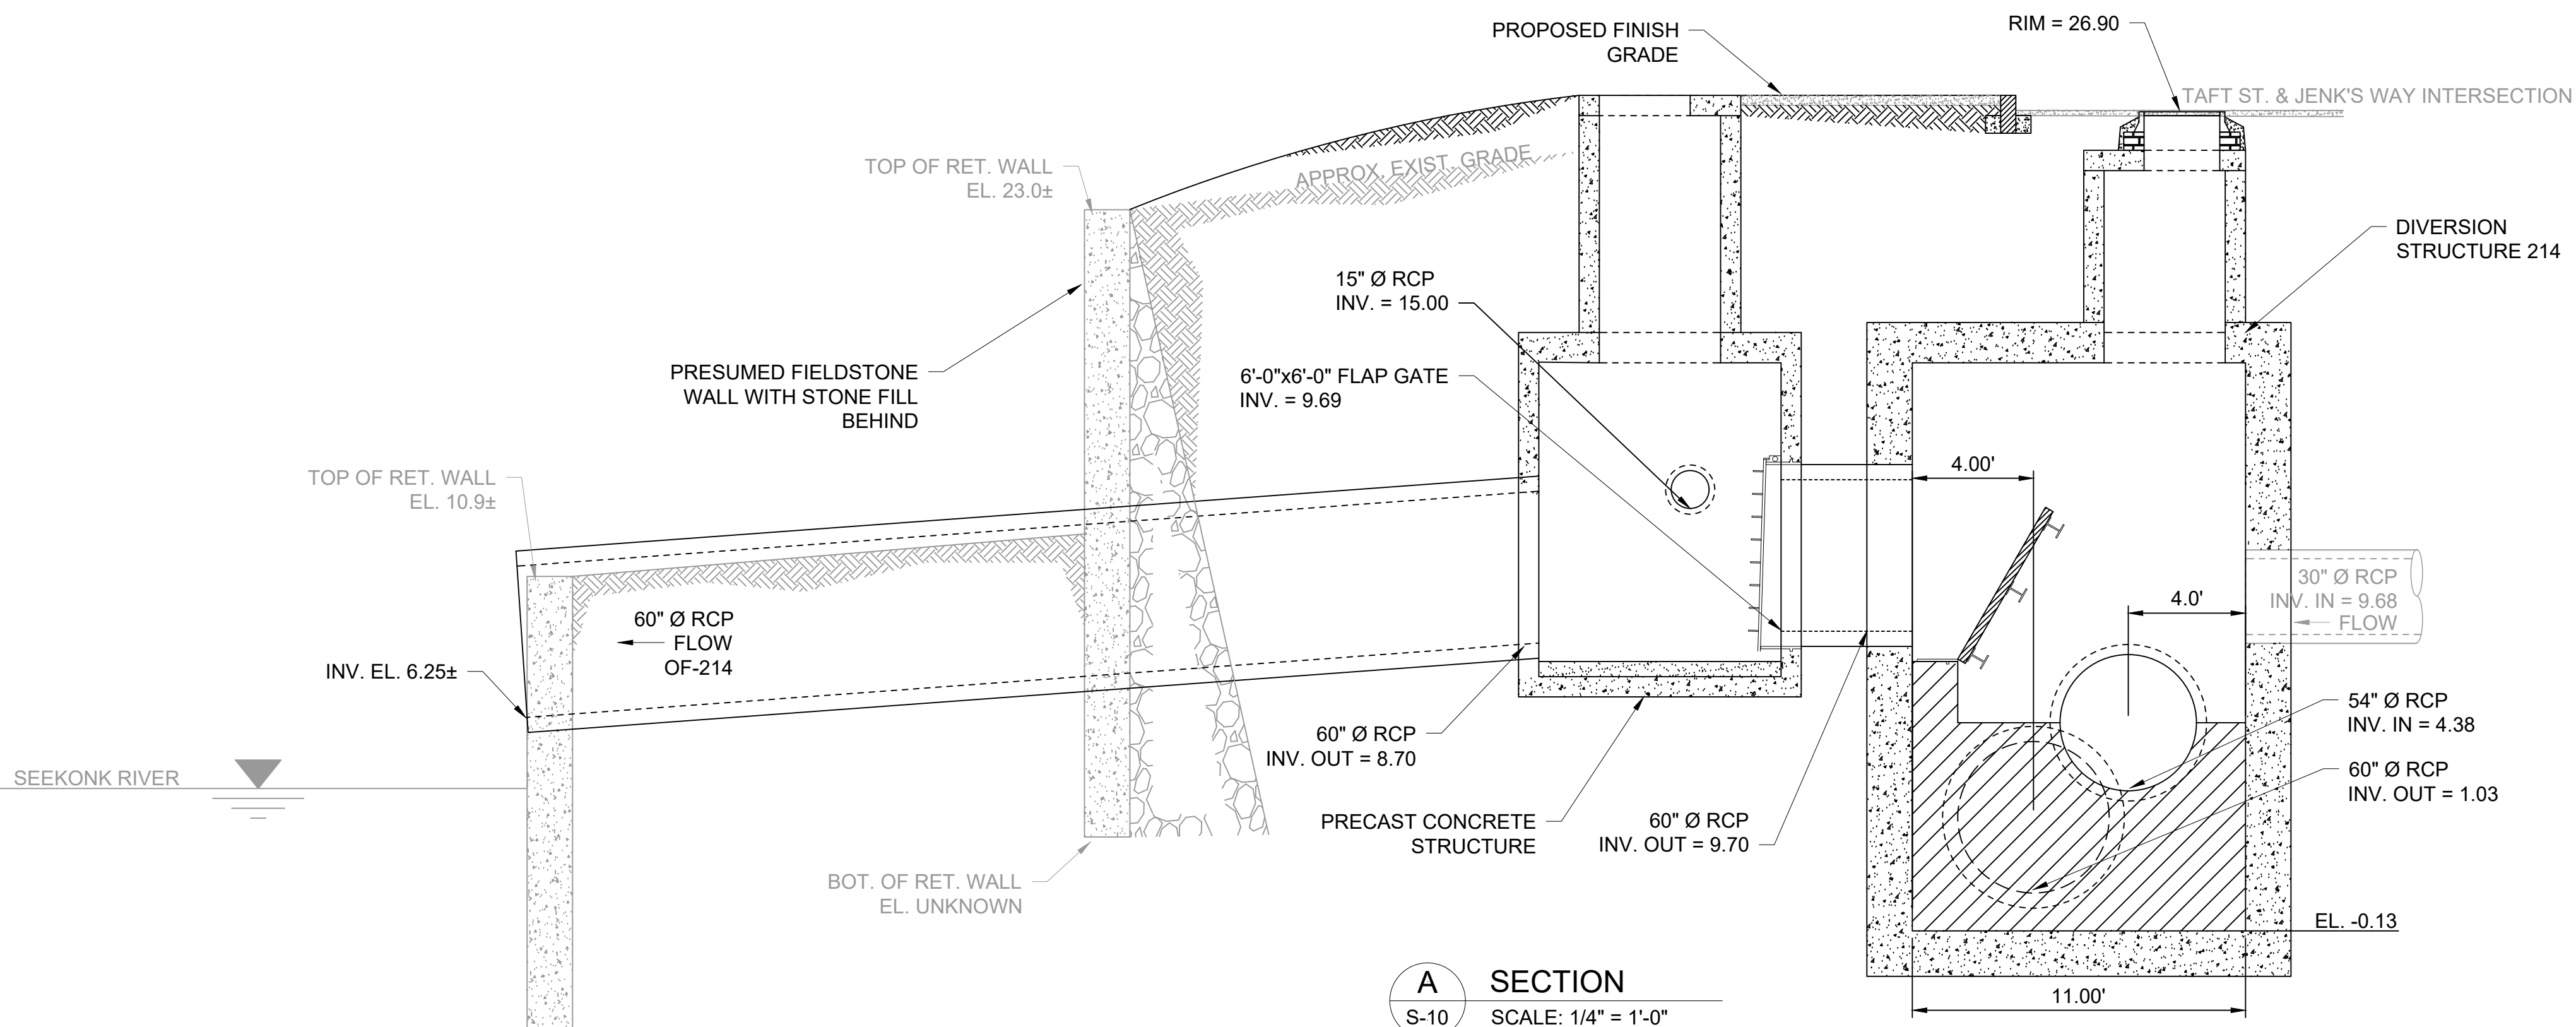 PROPOSED FINISH
GRADE
RIM = 26.90
TAFT ST. & JENK'S WAY INTERSECTION
TOP OF RET. WALL
EL. 23.0±
APPROX. EXIST. GRADE
DIVERSION
STRUCTURE 214
15" Ø RCP
INV. = 15.00
PRESUMED FIELDSTONE
WALL WITH STONE FILL
BEHIND
6'-0"x6'-0" FLAP GATE
INV. = 9.69
TOP OF RET. WALL
EL. 10.9±
4.00'
30" Ø RCP
INV. IN = 9.68
FLOW
4.0'
60" Ø RCP
FLOW
OF-214
INV. EL. 6.25±
54" Ø RCP
INV. IN = 4.38
60" Ø RCP
INV. OUT = 8.70
SEEKONK RIVER
60" Ø RCP
INV. OUT = 1.03
PRECAST CONCRETE
STRUCTURE
60" Ø RCP
INV. OUT = 9.70
BOT. OF RET. WALL
EL. UNKNOWN
EL. -0.13
A
S-10
SECTION
SCALE: 1/4" = 1'-0"
11.00'